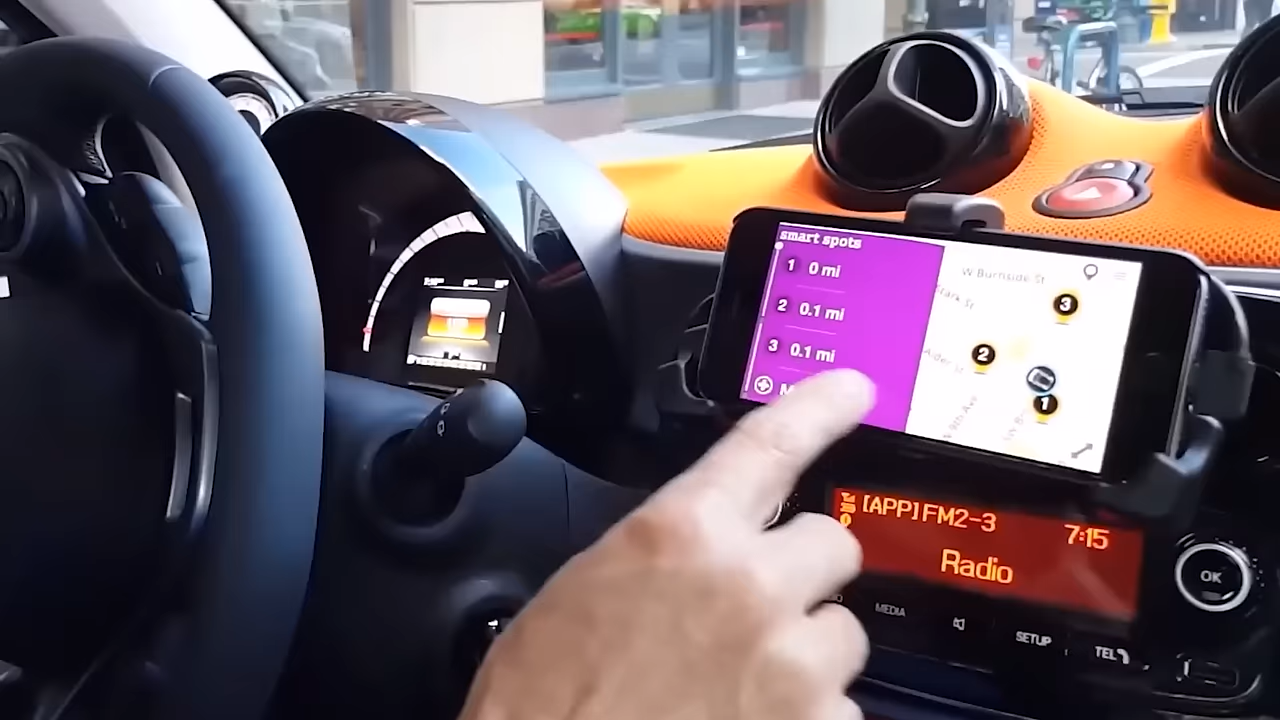 smart spots
1 0 mi
2 0.1 mi
3 0.1 mi
W Burnside St
3
2
Alder St
1
[APP]FM2-3
7:15
Radio
MEDIA
SETUP
TEL
OK